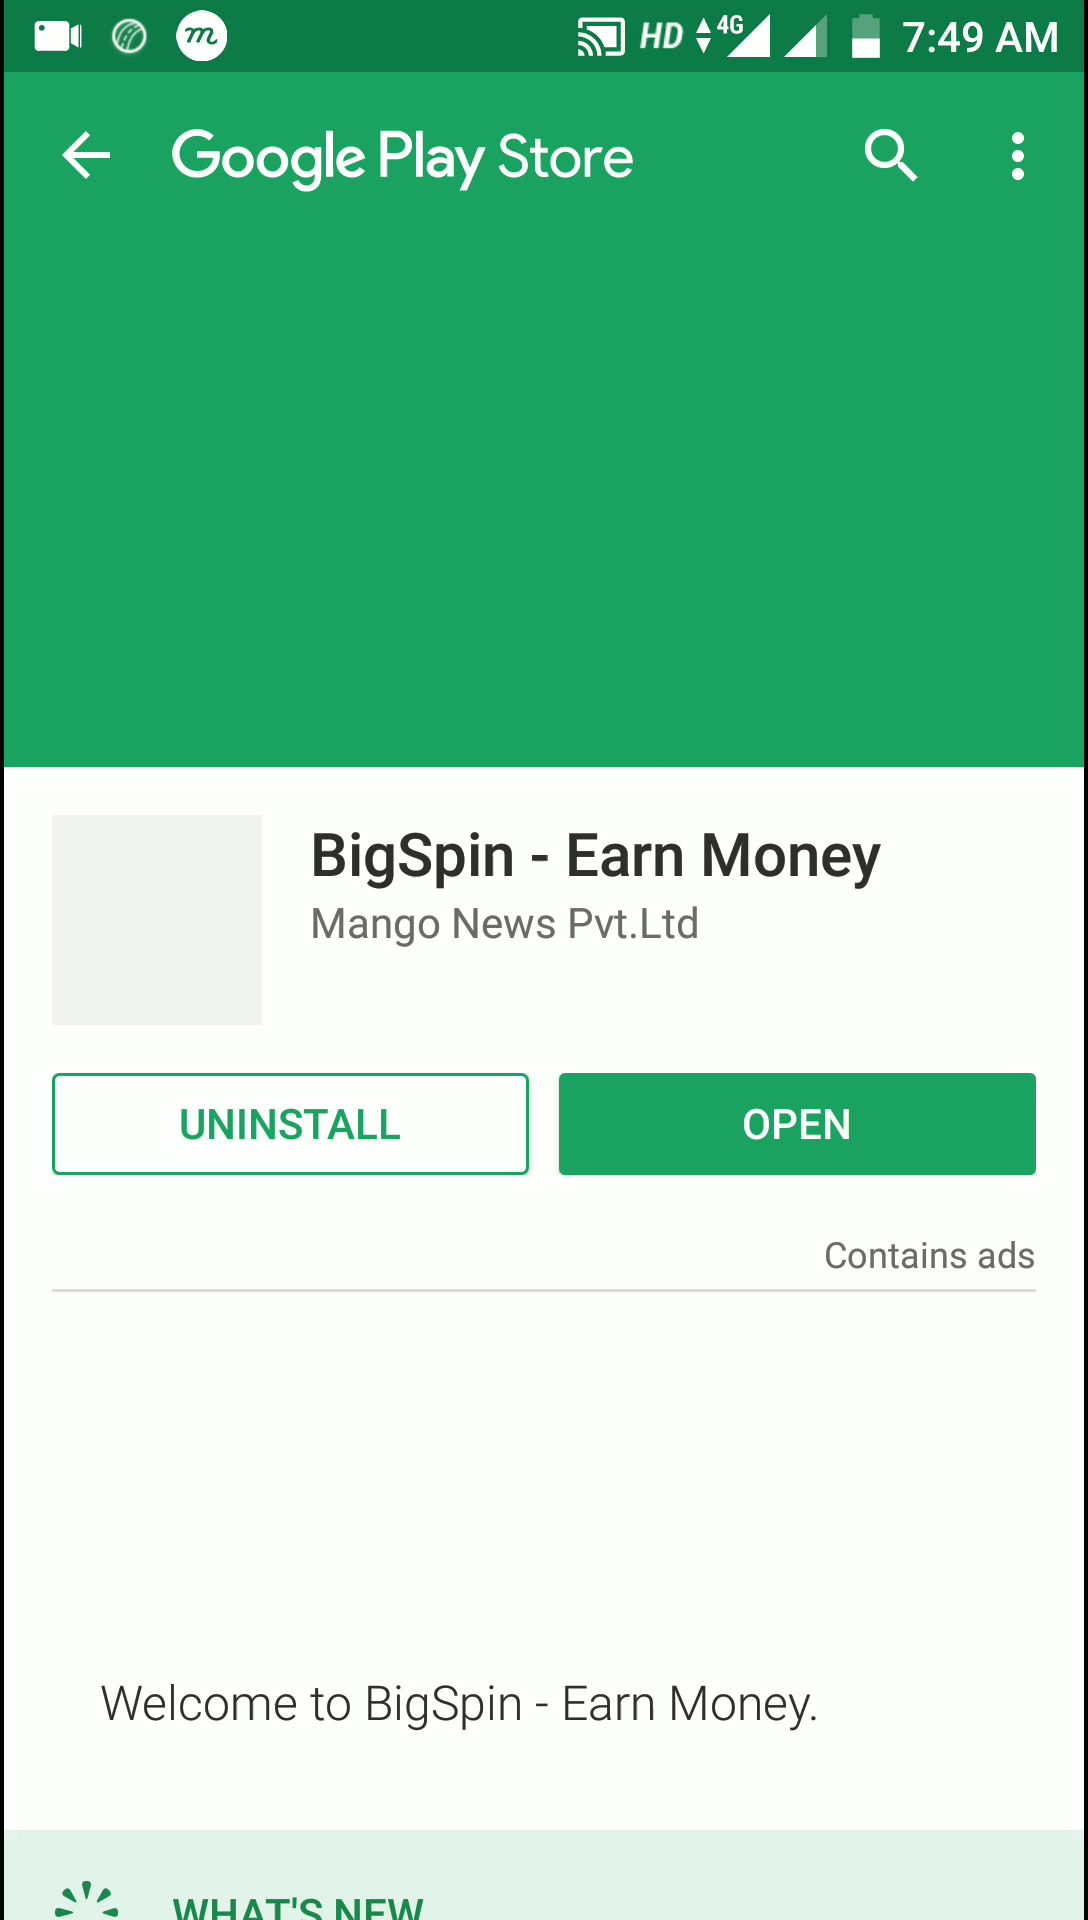 m HD 4G 7:49 AM
Google Play Store
BigSpin - Earn Money
Mango News Pvt.Ltd
UNINSTALL OPEN
Contains ads
Welcome to BigSpin - Earn Money.
WHAT'S NEW